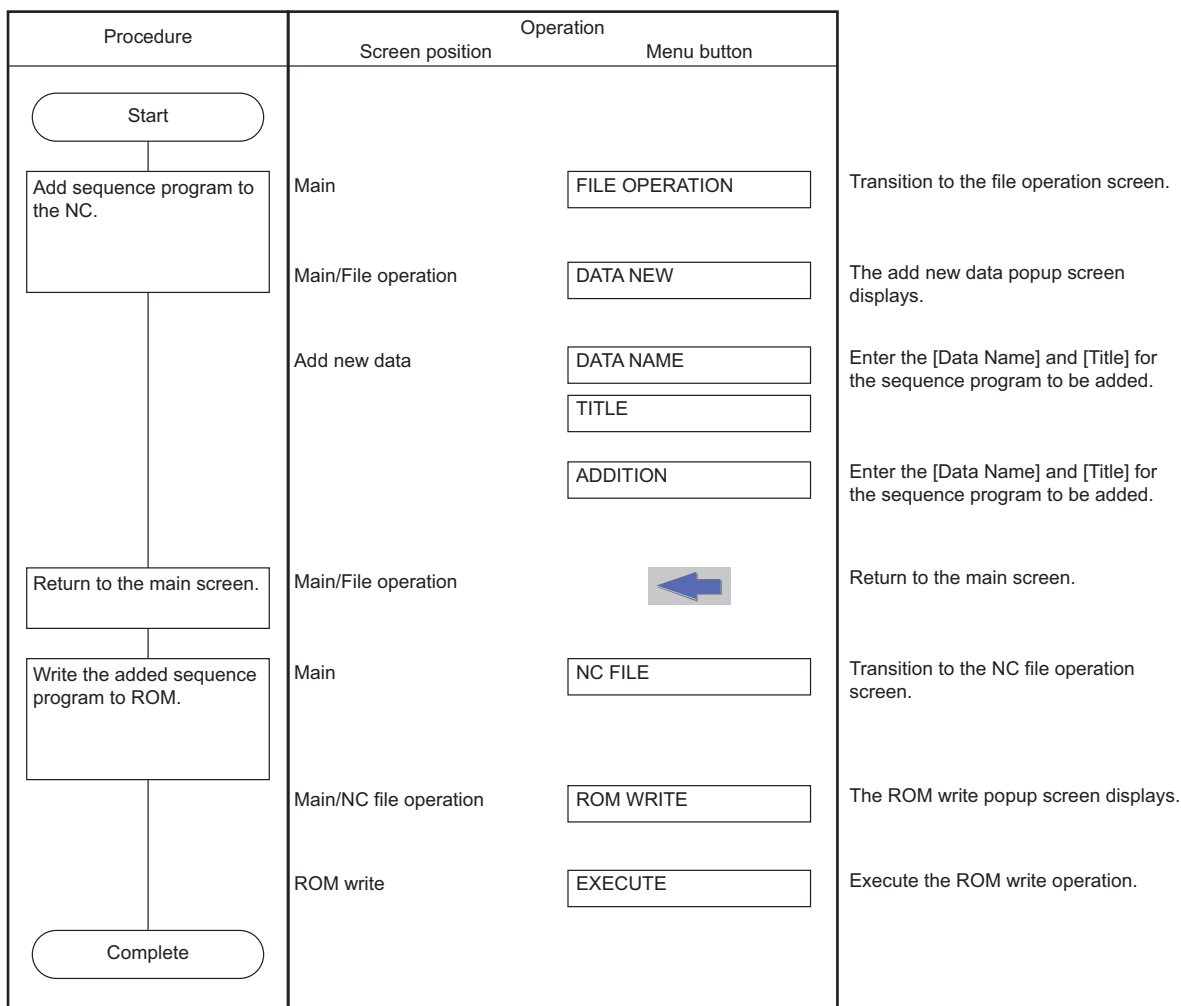 Procedure
Operation
Screen position
Menu button
Start
Add sequence program to
the NC.
Main
FILE OPERATION
Transition to the file operation screen.
Main/File operation
DATA NEW
The add new data popup screen
displays.
Add new data
DATA NAME
Enter the [Data Name] and [Title] for
the sequence program to be added.
TITLE
ADDITION
Enter the [Data Name] and [Title] for
the sequence program to be added.
Return to the main screen.
Main/File operation
Return to the main screen.
Write the added sequence
program to ROM.
Main
NC FILE
Transition to the NC file operation
screen.
Main/NC file operation
ROM WRITE
The ROM write popup screen displays.
ROM write
EXECUTE
Execute the ROM write operation.
Complete